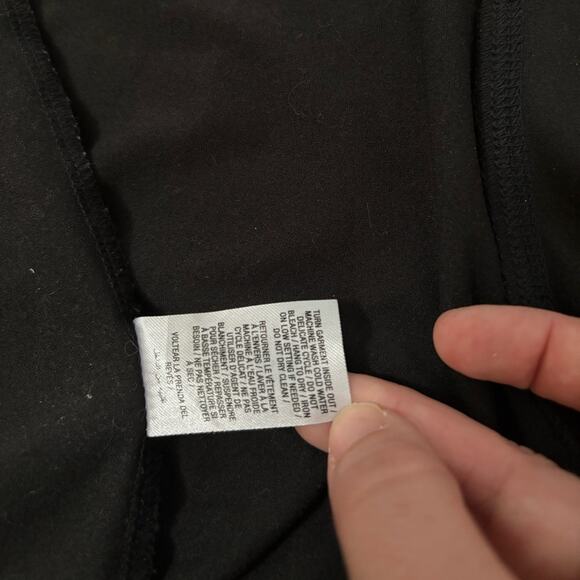 TURN GARMENT INSIDE OUT /
MACHINE WASH COLD WATER
DELICATE CYCLE / DO NOT
BLEACH / HANG TO DRY / IRON
ON LOW SETTING IF NEEDED
/ DO NOT DRY CLEAN /
RETOURNER LE VÊTEMENT
À L'ENVERS / LAVER À LA
MACHINE À L'EAU FROIDE
CYCLE DÉLICAT / NE PAS
UTILISER D'AGENT DE
BLANCHIMENT / SUSPENDRE
POUR SÉCHER / REPASSER
À BASSE TEMPÉRATURE SI
BESOIN / NE PAS NETTOYER
À SEC /
VOLTEAR LA PRENDA DEL
REVÉS /